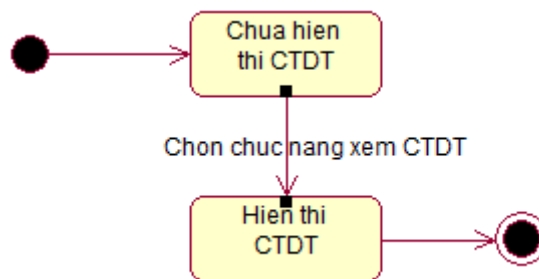 Chua hien
thi CTDT
Chon chuc nang xem CTDT
Hien thi
CTDT